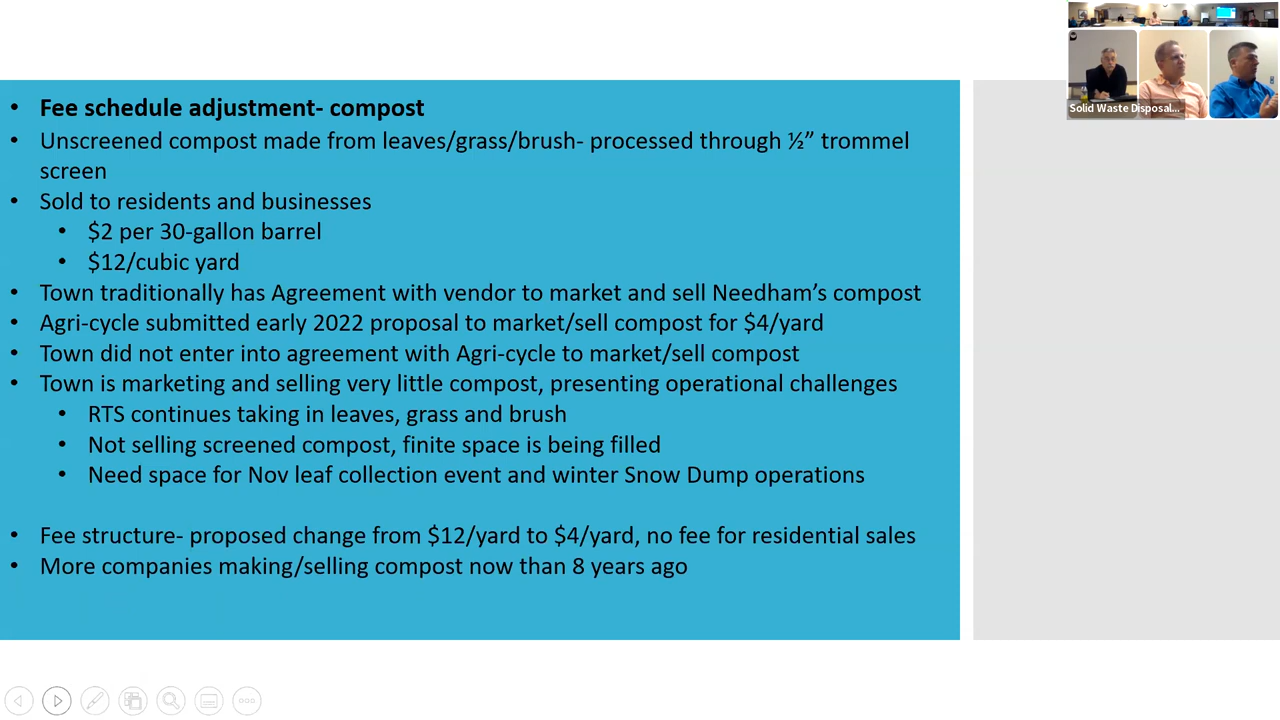 Solid Waste Disposal...
• Fee schedule adjustment- compost
• Unscreened compost made from leaves/grass/brush- processed through ½” trommel
screen
• Sold to residents and businesses
• $2 per 30-gallon barrel
• $12/cubic yard
• Town traditionally has Agreement with vendor to market and sell Needham’s compost
• Agri-cycle submitted early 2022 proposal to market/sell compost for $4/yard
• Town did not enter into agreement with Agri-cycle to market/sell compost
• Town is marketing and selling very little compost, presenting operational challenges
• RTS continues taking in leaves, grass and brush
• Not selling screened compost, finite space is being filled
• Need space for Nov leaf collection event and winter Snow Dump operations
• Fee structure- proposed change from $12/yard to $4/yard, no fee for residential sales
• More companies making/selling compost now than 8 years ago